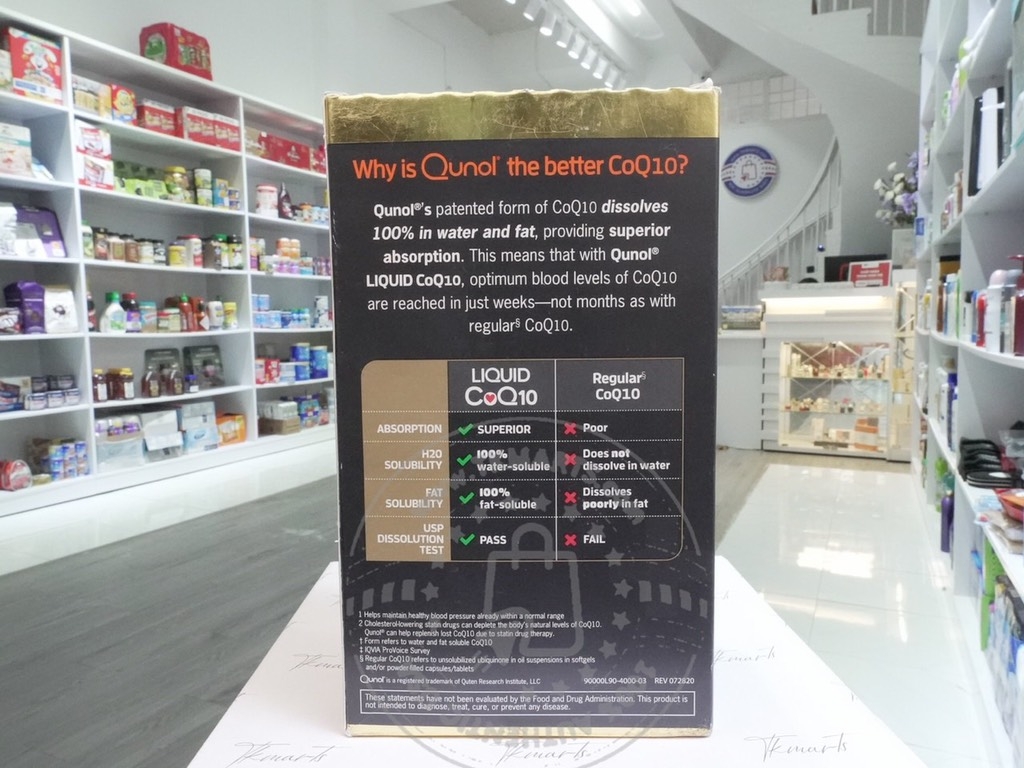 Why is Qunol® the better CoQ10?
Qunol®'s patented form of CoQ10 dissolves
100% in water and fat, providing superior
absorption. This means that with Qunol®
LIQUID CoQ10, optimum blood levels of CoQ10
are reached in just weeks—not months as with
regular§ CoQ10.
LIQUID
CoQ10
Regular§
CoQ10
ABSORPTION
SUPERIOR
Poor
H2O
SOLUBILITY
100%
water-soluble
Does not
dissolve in water
FAT
SOLUBILITY
100%
fat-soluble
Dissolves
poorly in fat
USP
DISSOLUTION
TEST
PASS
FAIL
1 Helps maintain healthy blood pressure already within a normal range
2 Cholesterol-lowering statin drugs can deplete the body's natural levels of CoQ10.
Qunol® can help replenish lost CoQ10 due to statin drug therapy.
† Form refers to water and fat soluble CoQ10
‡ IQVIA ProVoice Survey
§ Regular CoQ10 refers to unsolubilized ubiquinone in oil suspensions in softgels
and/or powder-filled capsules/tablets
Qunol® is a registered trademark of Quten Research Institute, LLC
90000L90-4000-03 REV 072820
These statements have not been evaluated by the Food and Drug Administration. This product is
not intended to diagnose, treat, cure, or prevent any disease.
Tkmarts
Tkmarts